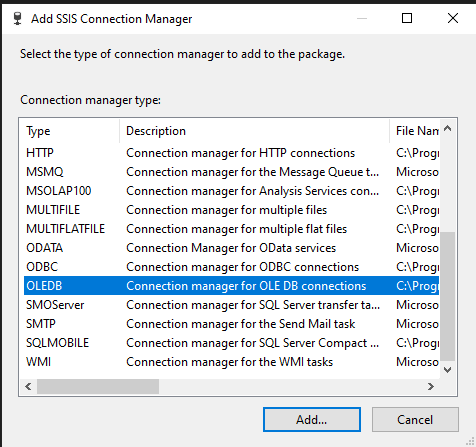 Add SSIS Connection Manager
Select the type of connection manager to add to the package.
Connection manager type:
Type Description File Nam
HTTP Connection manager for HTTP connections C:\Progr
MSMQ Connection manager for the Message Queue t... Microso
MSOLAP100 Connection manager for Analysis Services con... C:\Progr
MULTIFILE Connection manager for multiple files C:\Progr
MULTIFLATFILE Connection manager for multiple flat files C:\Progr
ODATA Connection Manager for OData services Microso
ODBC Connection manager for ODBC connections C:\Progr
OLEDB Connection manager for OLE DB connections C:\Progr
SMOServer Connection manager for SQL Server transfer ta... Microso
SMTP Connection manager for the Send Mail task Microso
SQLMOBILE Connection manager for SQL Server Compact ... C:\Progr
WMI Connection manager for the WMI tasks Microso
Add... Cancel